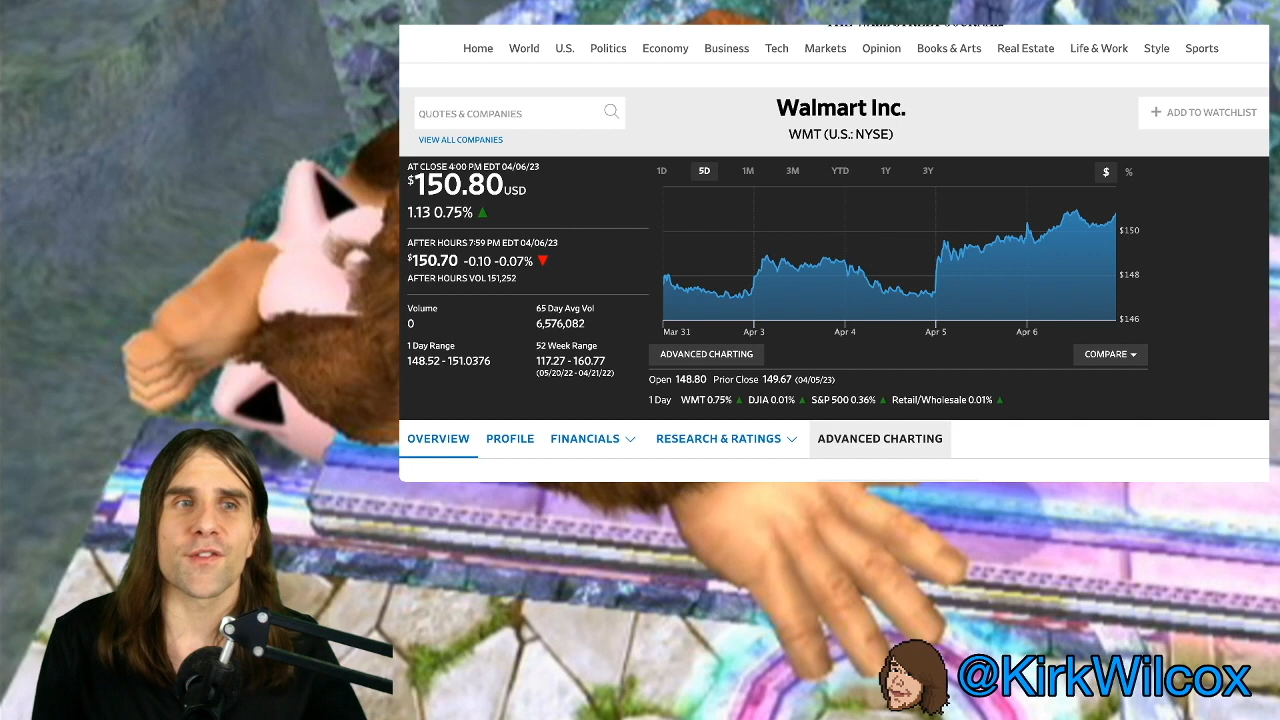 Home World U.S. Politics Economy Business Tech Markets Opinion Books & Arts Real Estate Life & Work Style Sports
QUOTES & COMPANIES
VIEW ALL COMPANIES
Walmart Inc.
WMT (U.S.: NYSE)
+ ADD TO WATCHLIST
AT CLOSE 4:00 PM EDT 04/06/23
$150.80 USD
1.13 0.75%
AFTER HOURS 7:59 PM EDT 04/06/23
$150.70 -0.10 -0.07%
AFTER HOURS VOL 151,252
Volume
0
65 Day Avg Vol
6,576,082
1 Day Range
148.52 - 151.0376
52 Week Range
117.27 - 160.77
(05/20/22 - 04/21/22)
1D 5D 1M 3M YTD 1Y 3Y $ %
$150
$148
$146
Mar 31 Apr 3 Apr 4 Apr 5 Apr 6
ADVANCED CHARTING
COMPARE
Open 148.80 Prior Close 149.67 (04/05/23)
1 Day WMT 0.75% DJIA 0.01% S&P 500 0.36% Retail/Wholesale 0.01%
OVERVIEW PROFILE FINANCIALS RESEARCH & RATINGS ADVANCED CHARTING
@KirkWilcox